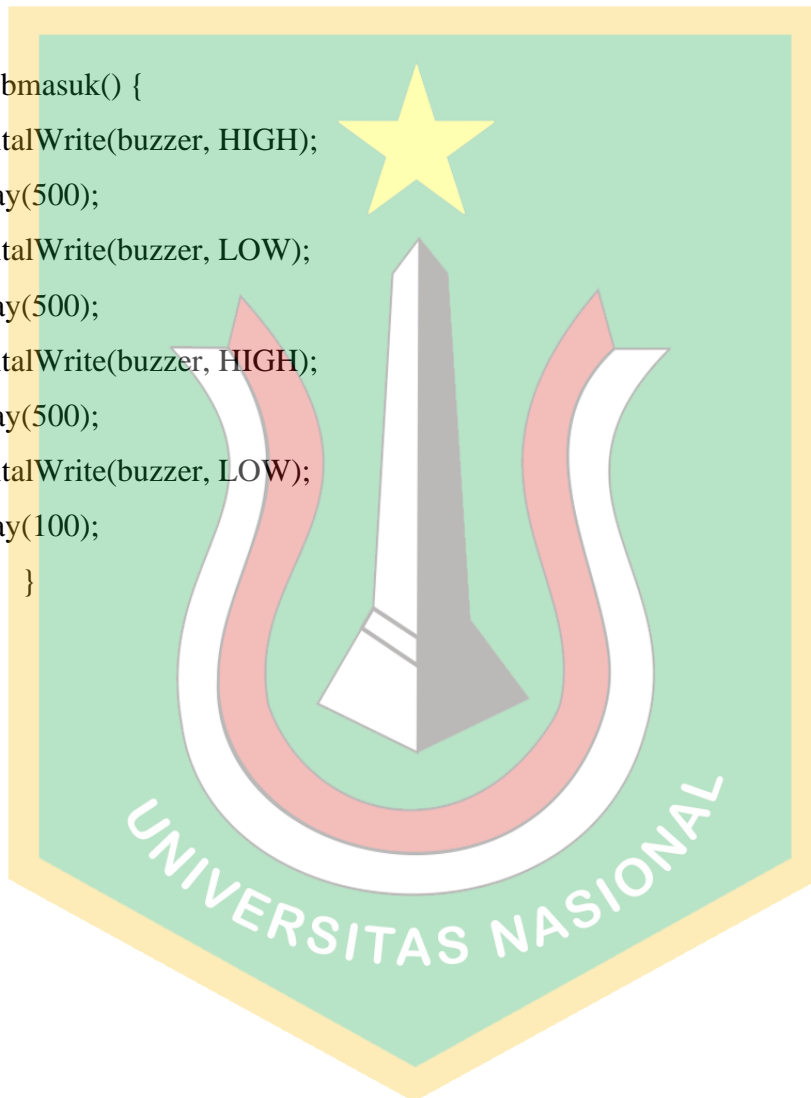 bmasuk() {
talWrite(buzzer, HIGH);
ay(500);
talWrite(buzzer, LOW);
ay(500);
talWrite(buzzer, HIGH);
ay(500);
talWrite(buzzer, LOW);
ay(100);
}
UNIVERSITAS NASIONAL